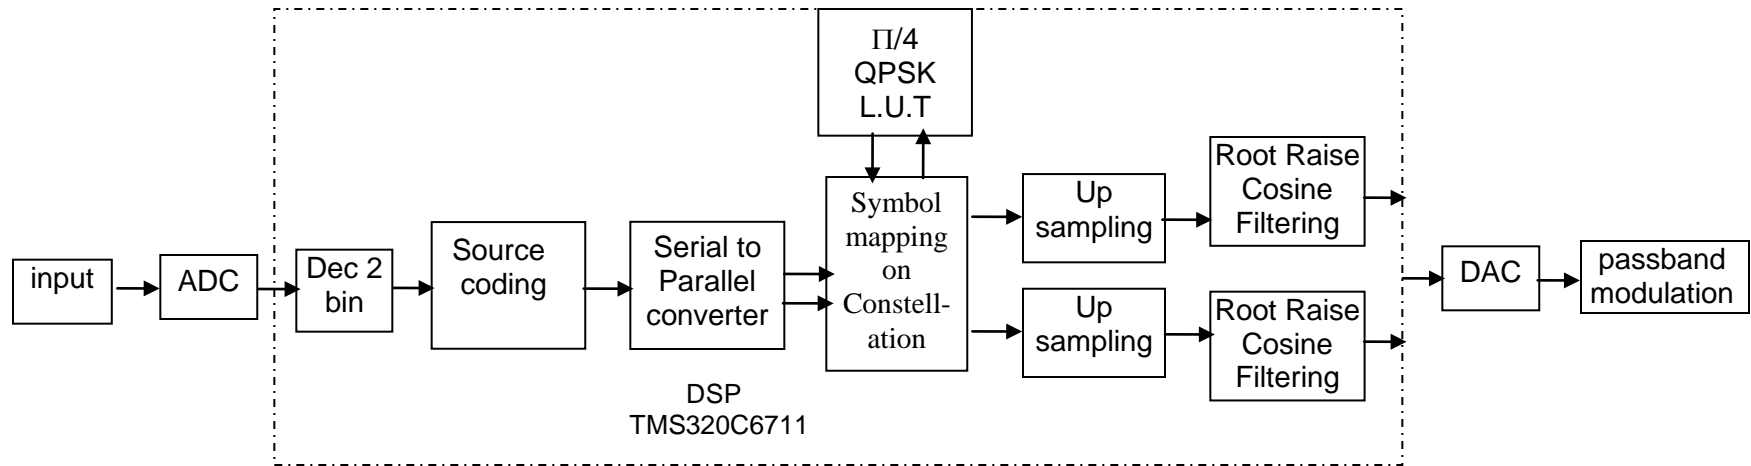 input
ADC
Dec 2
bin
Source
coding
Serial to
Parallel
converter
Π/4
QPSK
L.U.T
Symbol
mapping
on
Constell-
ation
Up
sampling
Root Raise
Cosine
Filtering
Up
sampling
Root Raise
Cosine
Filtering
DAC
passband
modulation
DSP
TMS320C6711